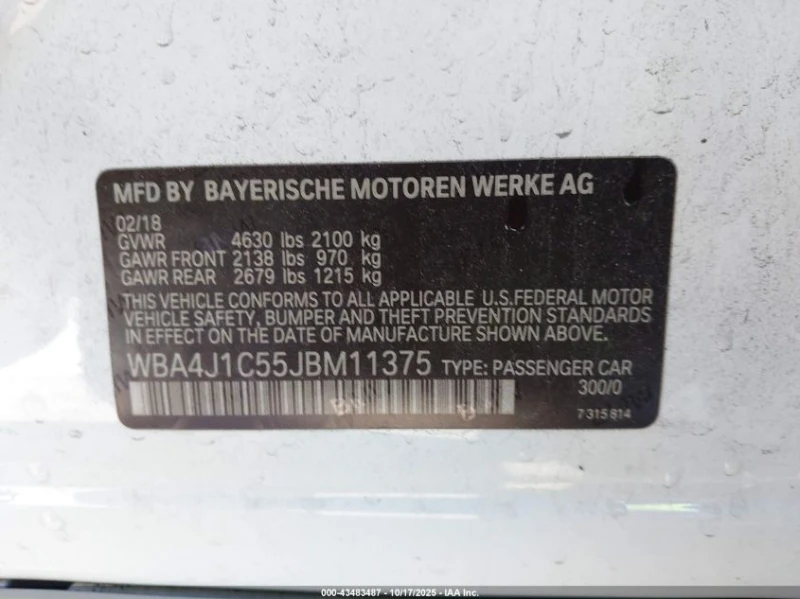 MFD BY BAYERISCHE MOTOREN WERKE AG
02/18
GVWR 4630 lbs 2100 kg
GAWR FRONT 2138 lbs 970 kg
GAWR REAR 2679 lbs 1215 kg
THIS VEHICLE CONFORMS TO ALL APPLICABLE U.S.FEDERAL MOTOR
VEHICLE SAFETY, BUMPER AND THEFT PREVENTION STANDARDS
IN EFFECT ON THE DATE OF MANUFACTURE SHOWN ABOVE.
WBA4J1C55JBM11375 TYPE: PASSENGER CAR
300/0
7315814
000-43483487 - 10/17/2025 - IAA Inc.